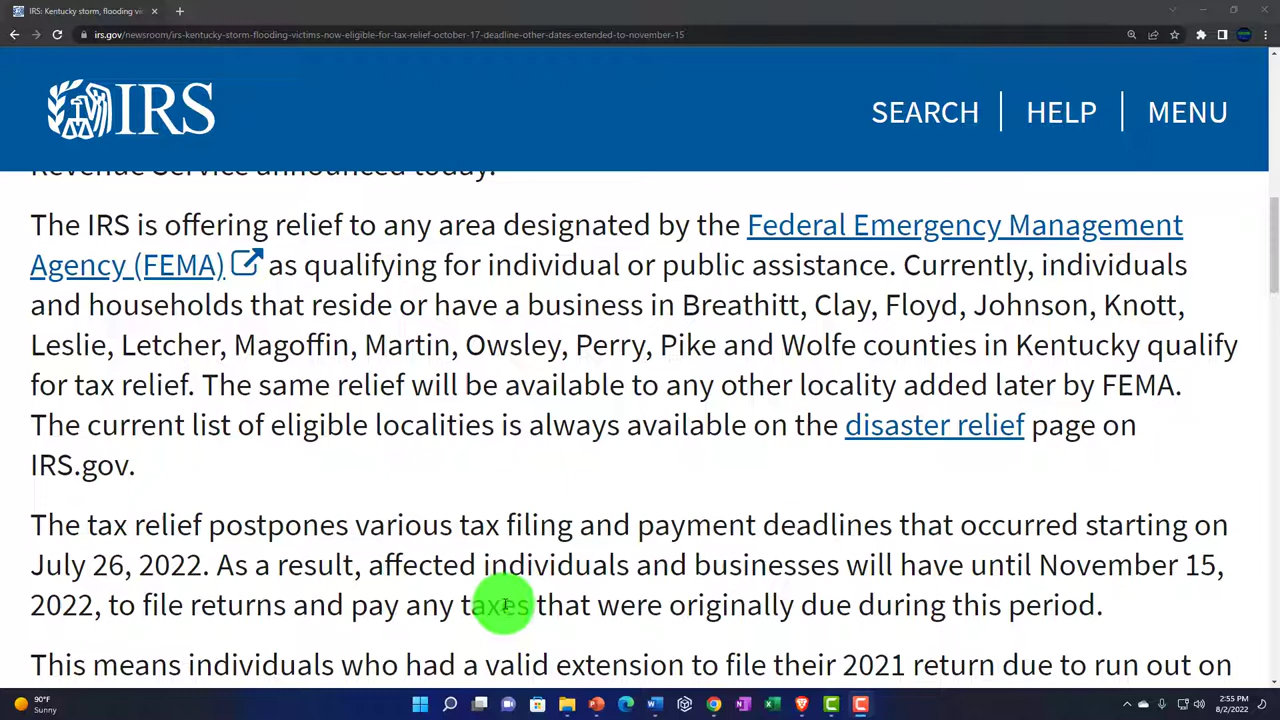 IRS: Kentucky storm, flooding vi
irs.gov/newsroom/irs-kentucky-storm-flooding-victims-now-eligible-for-tax-relief-october-17-deadline-other-dates-extended-to-november-15
IRS
SEARCH HELP MENU
Revenue Service announced today.
The IRS is offering relief to any area designated by the Federal Emergency Management
Agency (FEMA) as qualifying for individual or public assistance. Currently, individuals
and households that reside or have a business in Breathitt, Clay, Floyd, Johnson, Knott,
Leslie, Letcher, Magoffin, Martin, Owsley, Perry, Pike and Wolfe counties in Kentucky qualify
for tax relief. The same relief will be available to any other locality added later by FEMA.
The current list of eligible localities is always available on the disaster relief page on
IRS.gov.
The tax relief postpones various tax filing and payment deadlines that occurred starting on
July 26, 2022. As a result, affected individuals and businesses will have until November 15,
2022, to file returns and pay any taxes that were originally due during this period.
This means individuals who had a valid extension to file their 2021 return due to run out on
90°F
Sunny
2:55 PM
8/2/2022